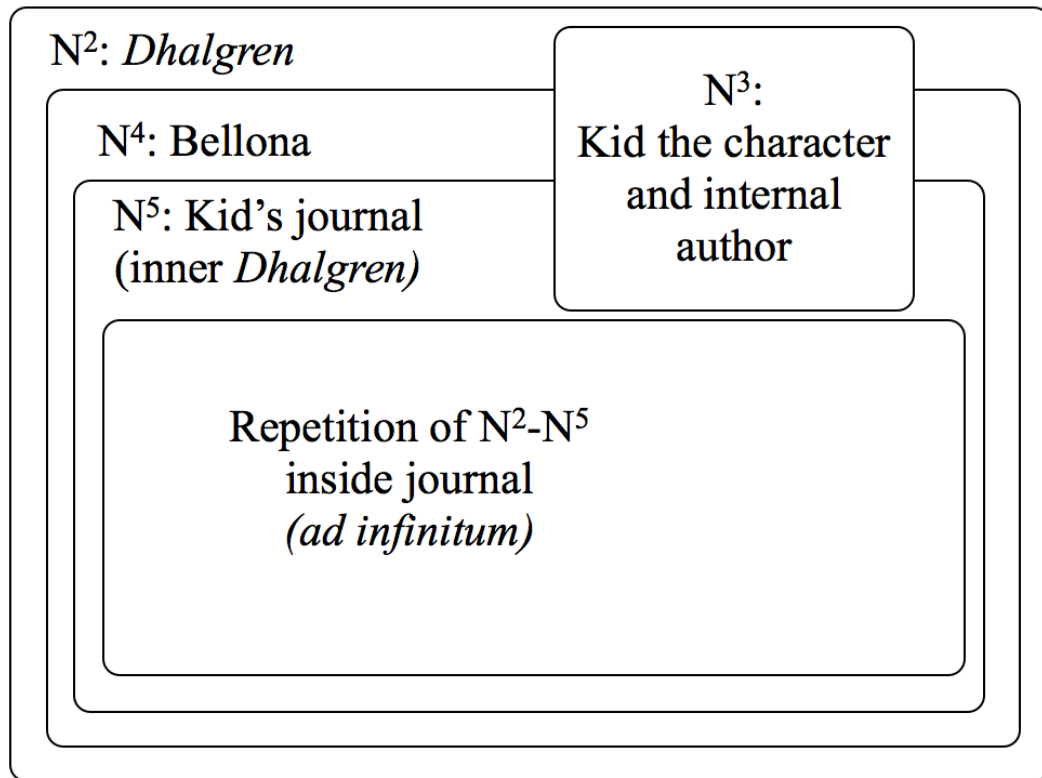 N²: Dhalgren
N³:
Kid the character
and internal
author
N⁴: Bellona
N⁵: Kid’s journal
(inner Dhalgren)
Repetition of N²-N⁵
inside journal
(ad infinitum)